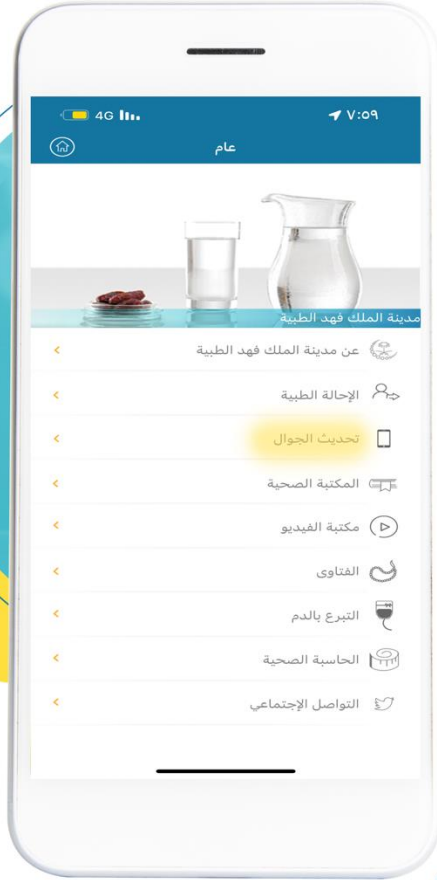 ٧:٥٩ 4G
عام
مدينة الملك فهد الطبية
عن مدينة الملك فهد الطبية
الإحالة الطبية
تحديث الجوال
المكتبة الصحية
مكتبة الفيديو
الفتاوى
التبرع بالدم
الحاسبة الصحية
التواصل الإجتماعي